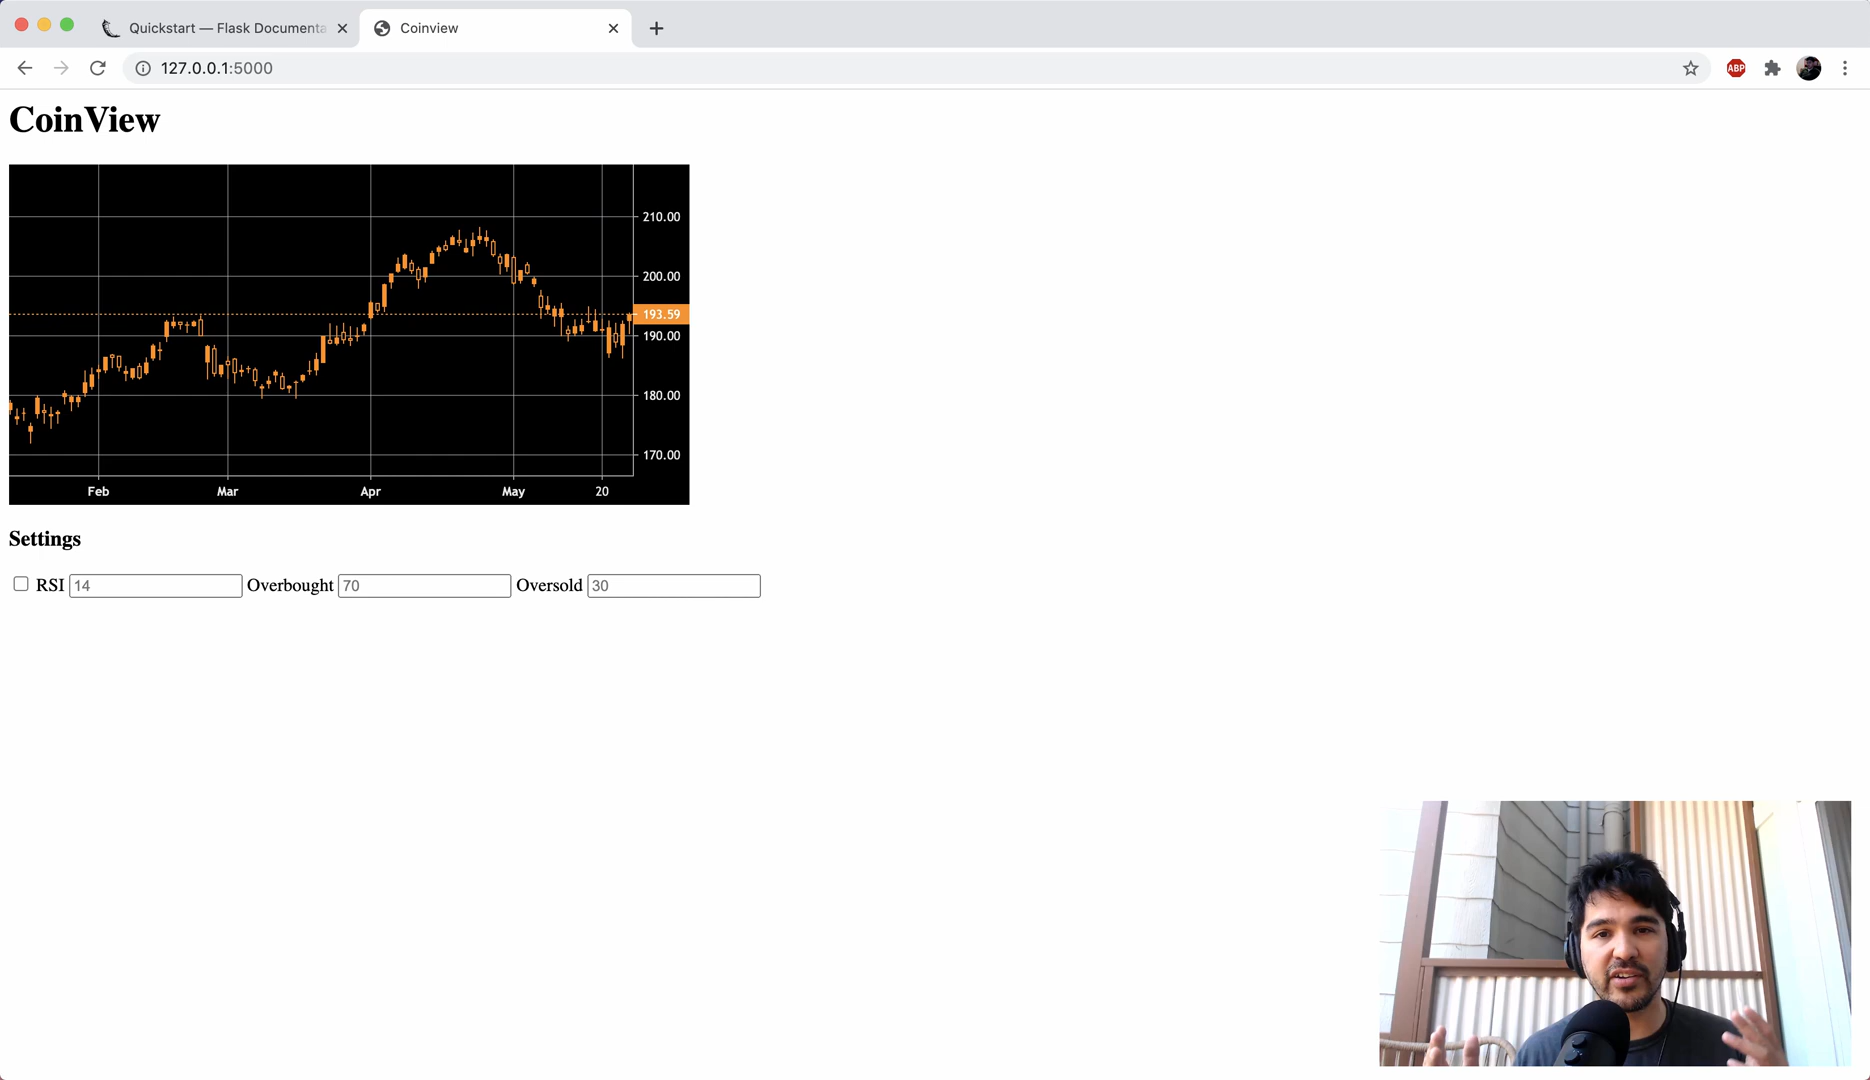 Quickstart — Flask Documenta
Coinview
127.0.0.1:5000
ABP
CoinView
210.00
200.00
193.59
190.00
180.00
170.00
Feb Mar Apr May 20
Settings
RSI 14 Overbought 70 Oversold 30